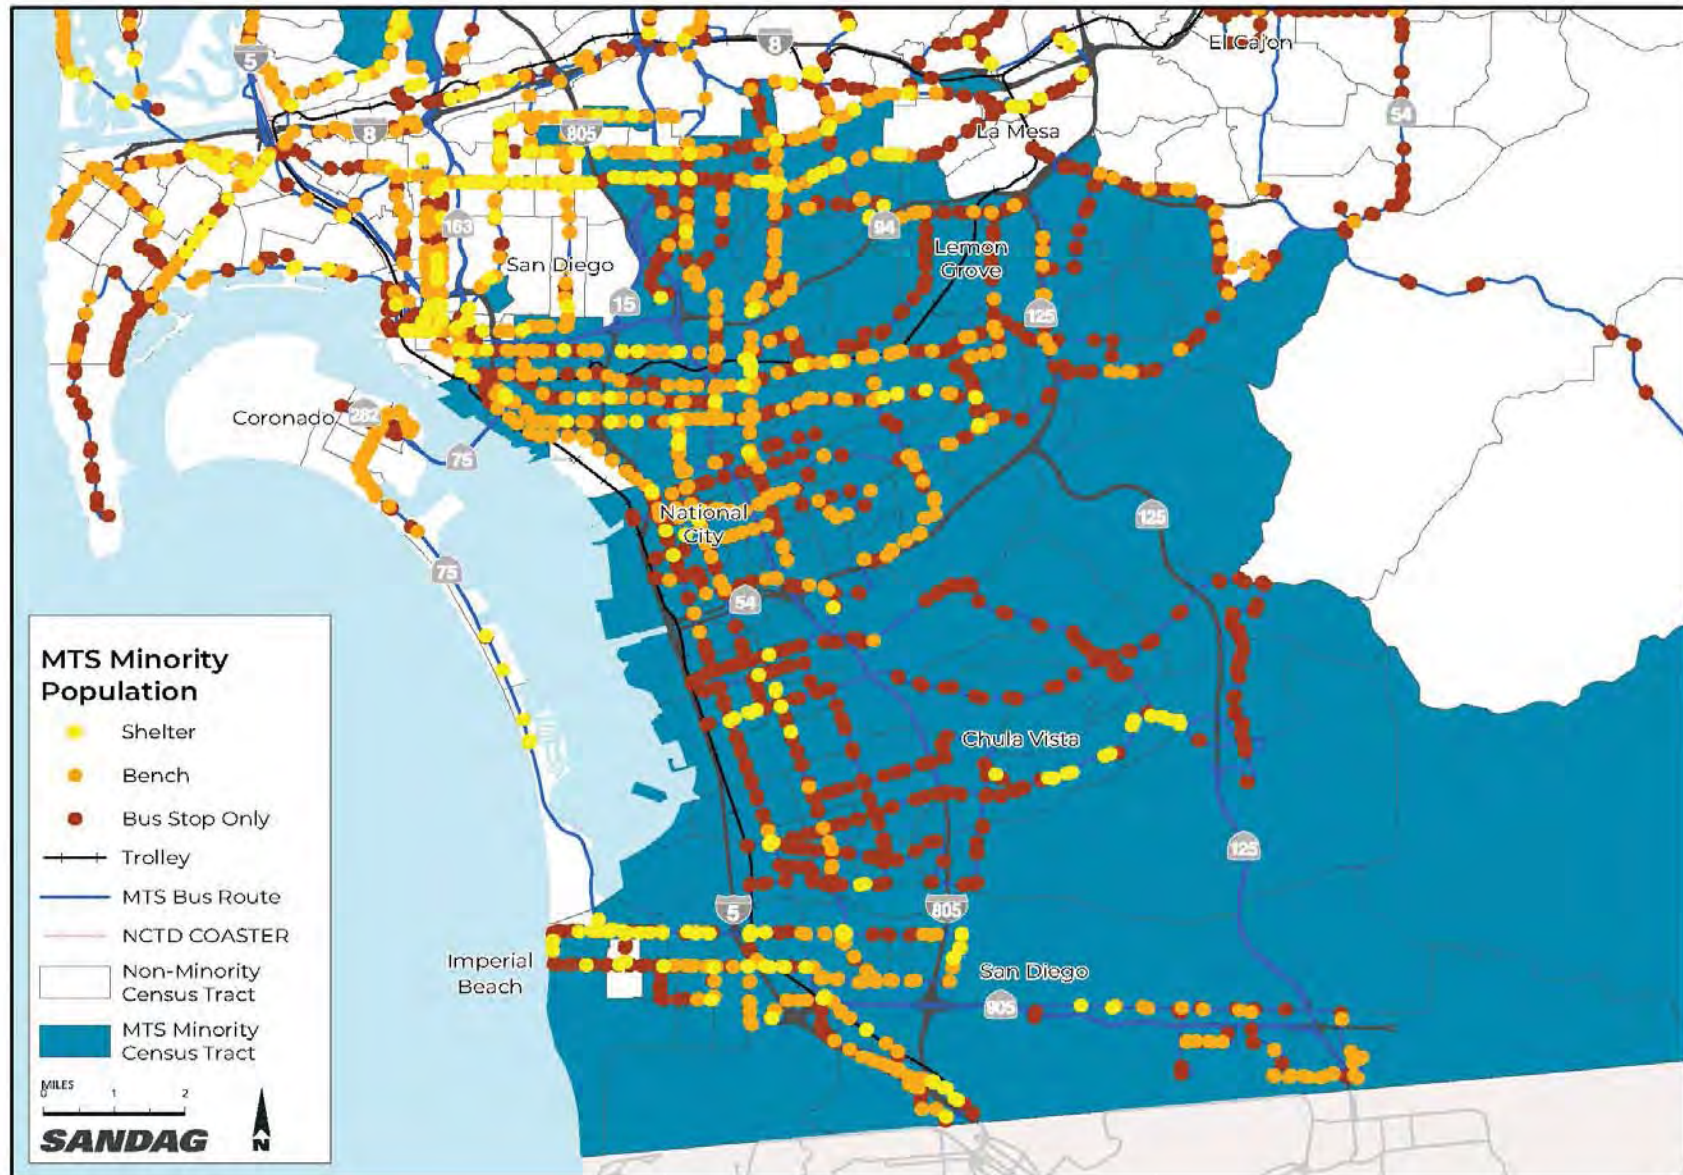 El Cajon
5
8
54
8
805
La Mesa
163
94
Lemon
Grove
San Diego
15
125
Coronado
282
75
National
City
125
75
54
MTS Minority
Population
Shelter
Bench
Bus Stop Only
Trolley
MTS Bus Route
NCTD COASTER
Non-Minority
Census Tract
MTS Minority
Census Tract
MILES
0 1 2
SANDAG
N
Chula Vista
125
5
805
Imperial
Beach
San Diego
905